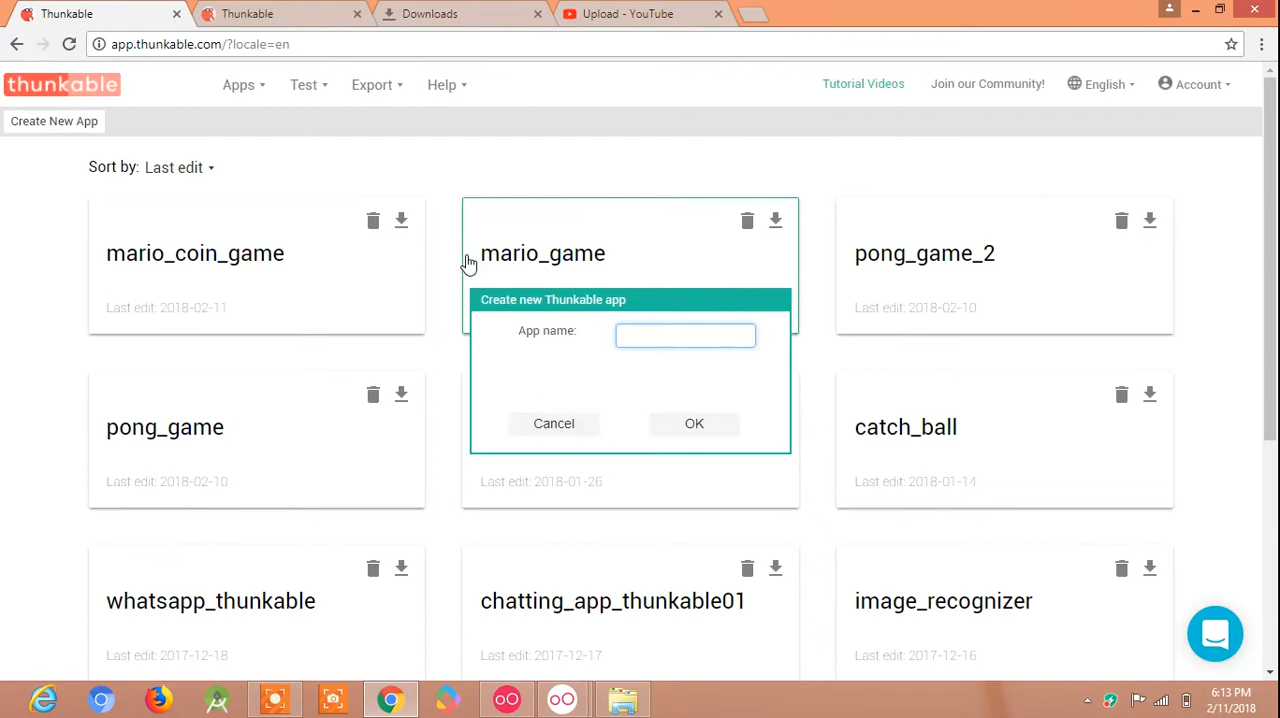 Thunkable
Thunkable
Downloads
Upload - YouTube
app.thunkable.com/?locale=en
thunkable
Apps
Test
Export
Help
Tutorial Videos
Join our Community!
English
Account
Create New App
Sort by: Last edit
mario_coin_game
Last edit: 2018-02-11
mario_game
pong_game_2
Last edit: 2018-02-10
Create new Thunkable app
App name:
Cancel
OK
pong_game
Last edit: 2018-02-10
Last edit: 2018-01-26
catch_ball
Last edit: 2018-01-14
whatsapp_thunkable
Last edit: 2017-12-18
chatting_app_thunkable01
Last edit: 2017-12-17
image_recognizer
Last edit: 2017-12-16
6:13 PM
2/11/2018